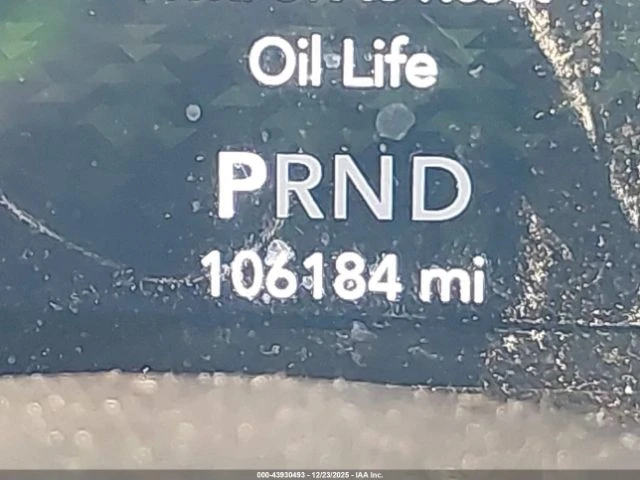 Oil Life
PRND
106184 mi
000-43930493 - 12/23/2025 - IAA Inc.